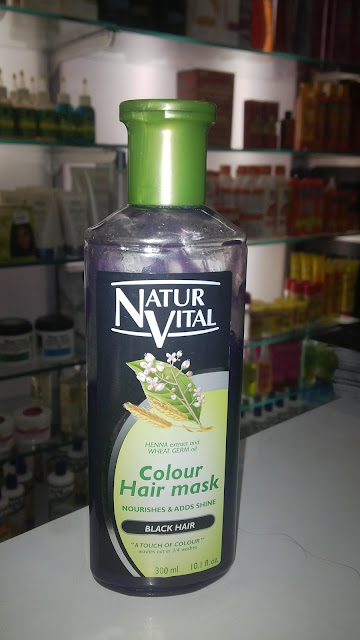 NATUR
VITAL
HENNA extract and
WHEAT GERM oil
Colour
Hair mask
NOURISHES & ADDS SHINE
BLACK HAIR
"A TOUCH OF COLOUR"
washes out in 3/4 washes
300 ml 10.1 fl oz.